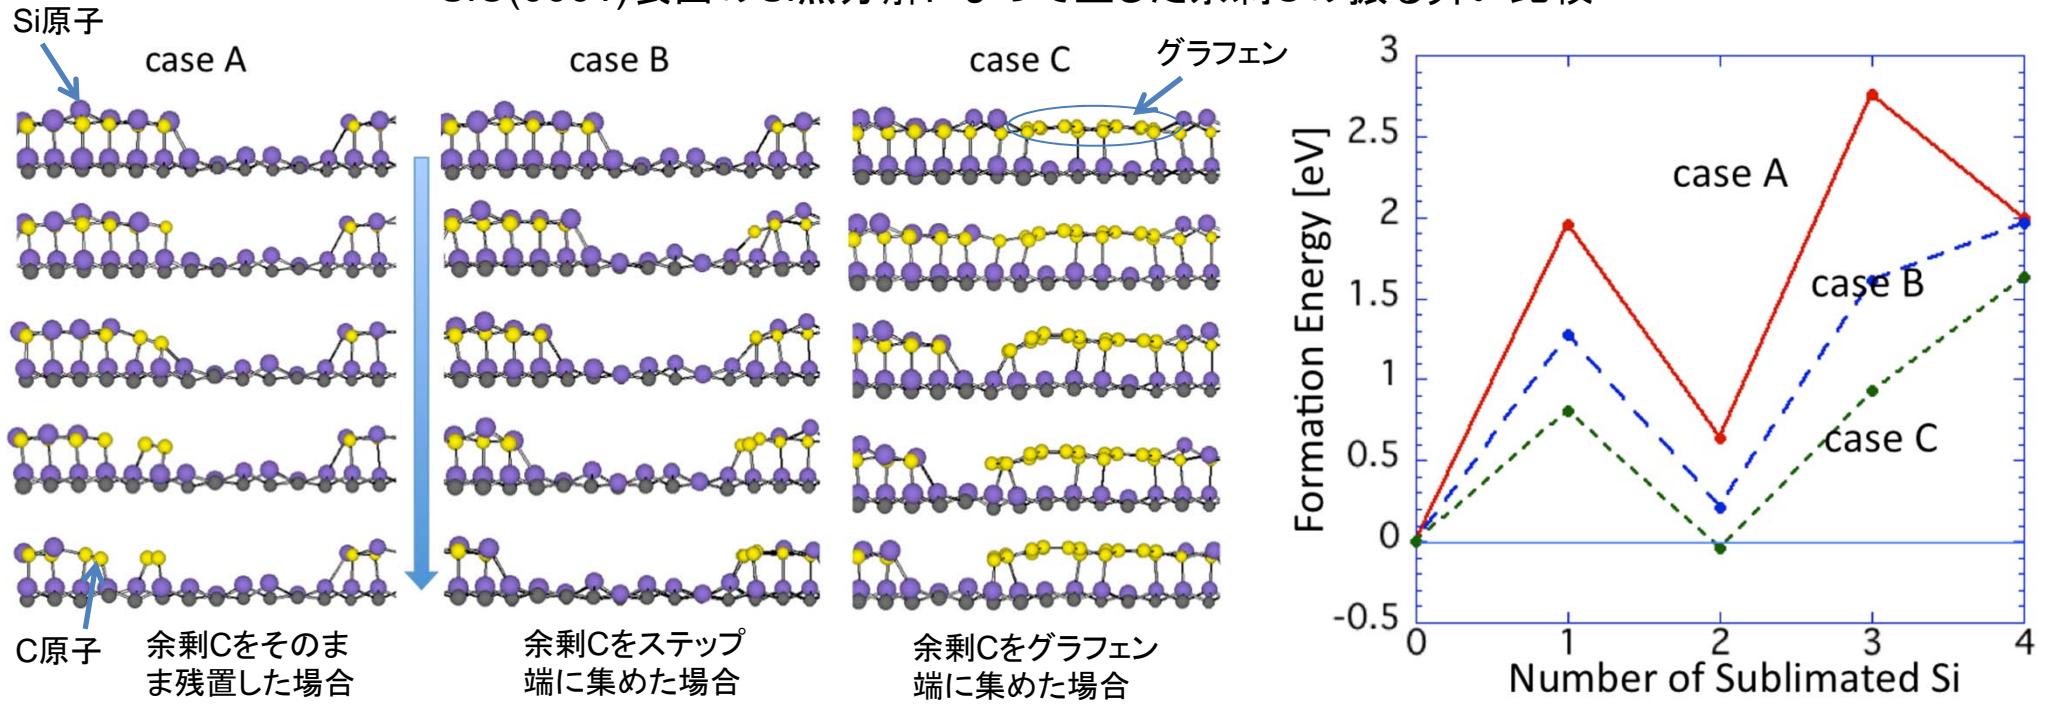 Si原子
case A
case B
case C
グラフェン
C原子
余剰Cをそのま
ま残置した場合
余剰Cをステップ
端に集めた場合
余剰Cをグラフェン
端に集めた場合
Formation Energy [eV]
3
2.5
2
1.5
1
0.5
0
-0.5
case A
case B
case C
0 1 2 3 4
Number of Sublimated Si